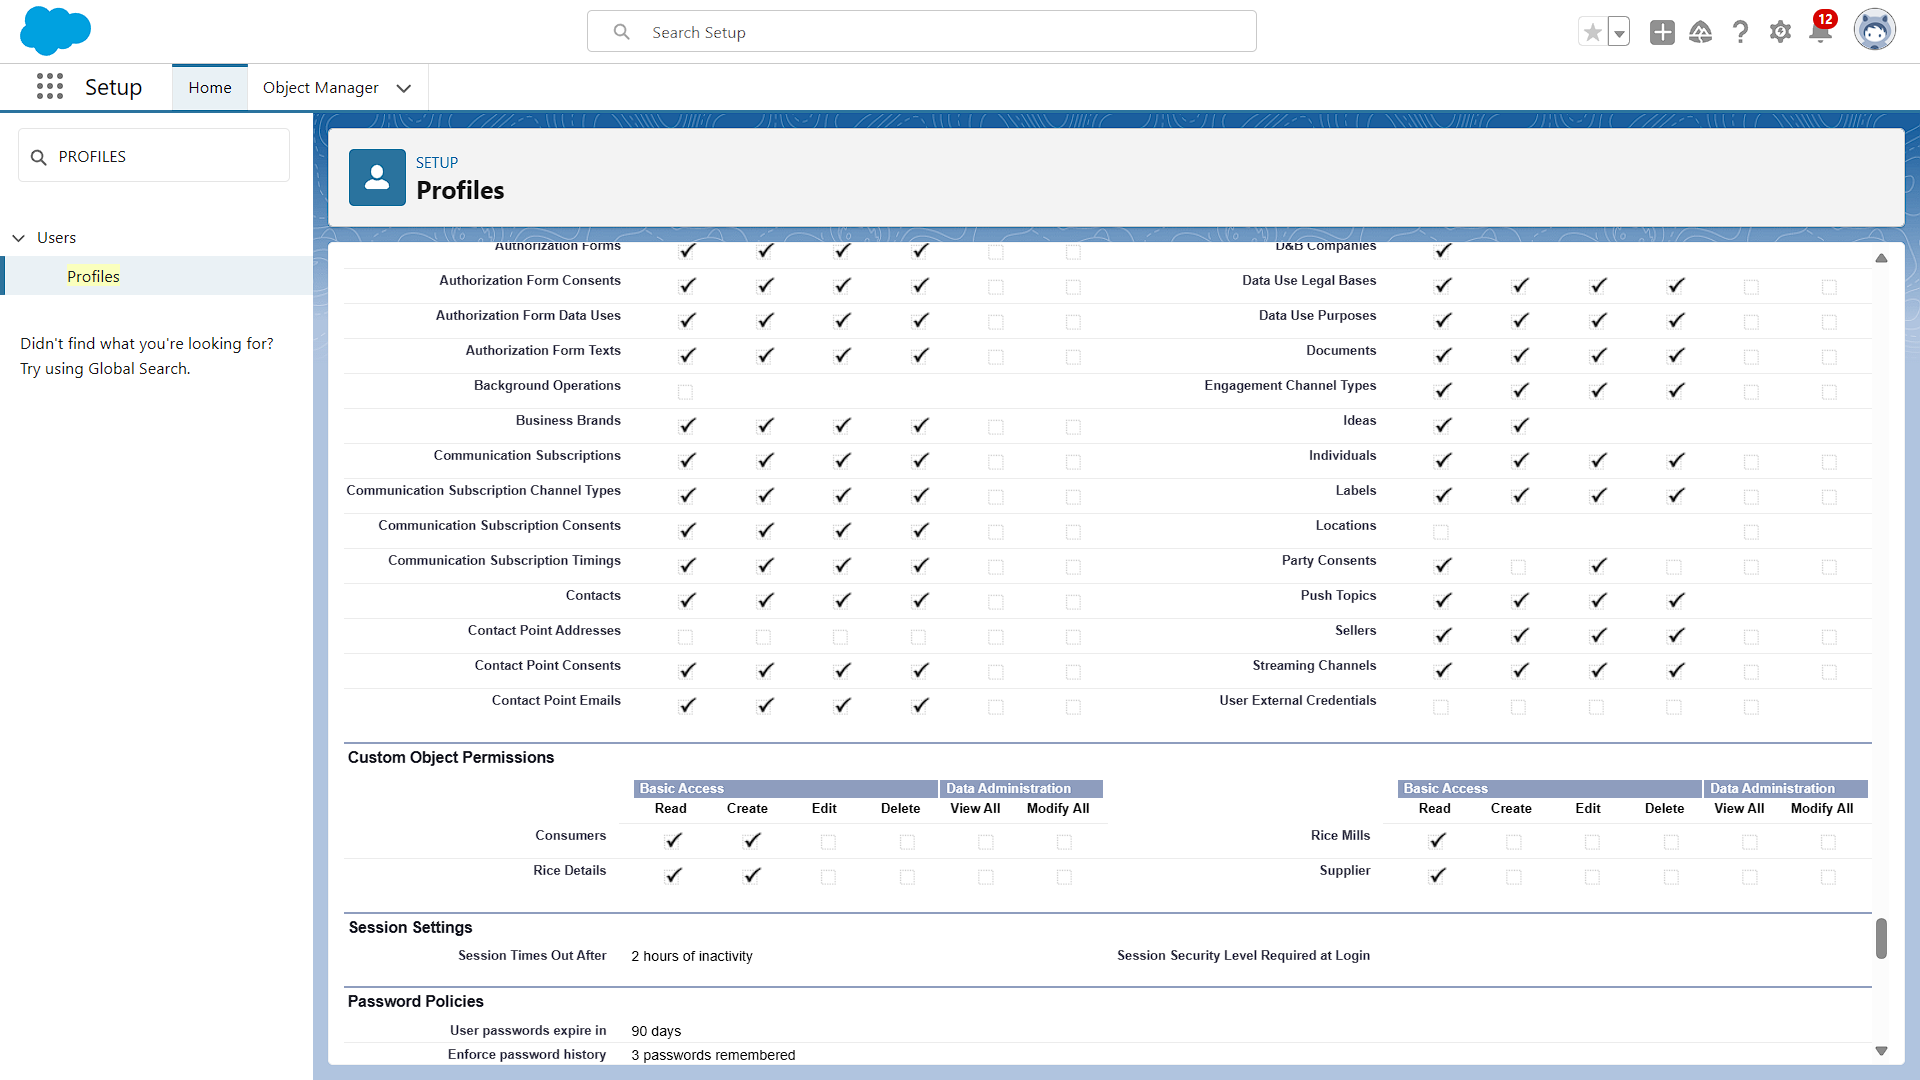 Search Setup
12
Setup
Home
Object Manager
PROFILES
Users
Profiles
Didn't find what you're looking for?
Try using Global Search.
SETUP
Profiles
Authorization Forms
D&B Companies
Authorization Form Consents
Data Use Legal Bases
Authorization Form Data Uses
Data Use Purposes
Authorization Form Texts
Documents
Background Operations
Engagement Channel Types
Business Brands
Ideas
Communication Subscriptions
Individuals
Communication Subscription Channel Types
Labels
Communication Subscription Consents
Locations
Communication Subscription Timings
Party Consents
Contacts
Push Topics
Contact Point Addresses
Sellers
Contact Point Consents
Streaming Channels
Contact Point Emails
User External Credentials
Custom Object Permissions
Basic Access Data Administration Basic Access Data Administration
Read Create Edit Delete View All Modify All Read Create Edit Delete View All Modify All
Consumers
Rice Mills
Rice Details
Supplier
Session Settings
Session Times Out After 2 hours of inactivity
Session Security Level Required at Login
Password Policies
User passwords expire in 90 days
Enforce password history 3 passwords remembered